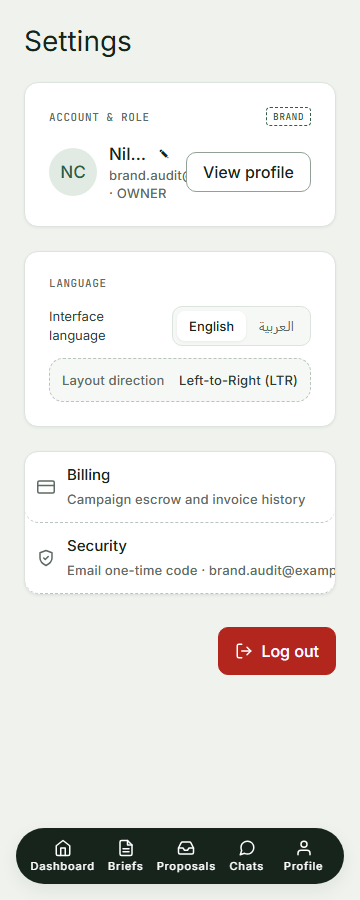 Settings
ACCOUNT & ROLE
BRAND
NC
Nil...
brand.audit@
· OWNER
View profile
LANGUAGE
Interface
language
English
العربية
Layout direction
Left-to-Right (LTR)
Billing
Campaign escrow and invoice history
Security
Email one-time code · brand.audit@examp
Log out
Dashboard
Briefs
Proposals
Chats
Profile